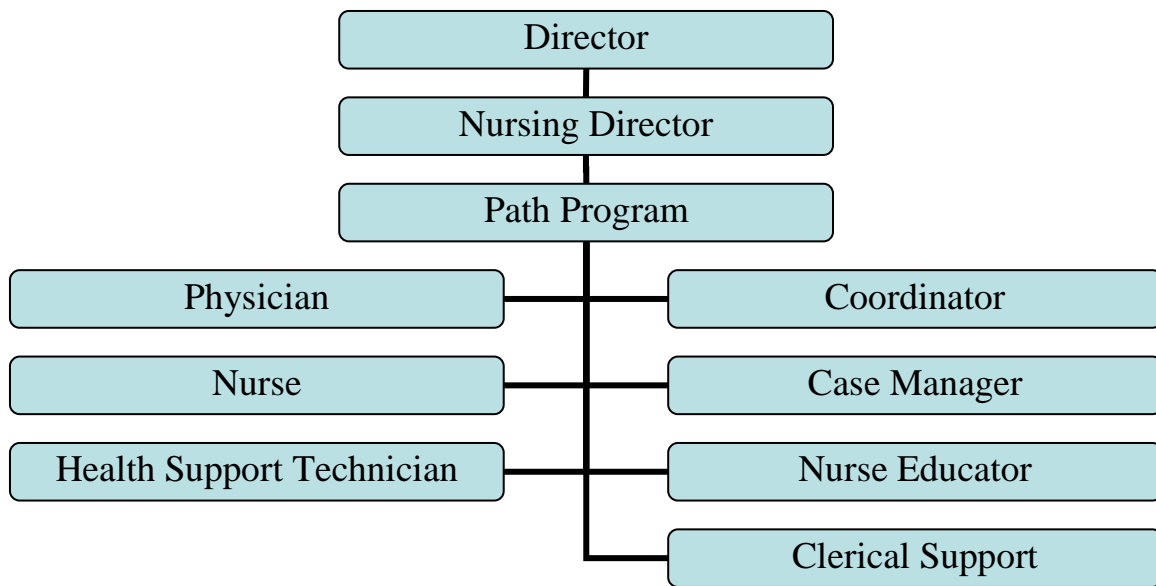 Director
Nursing Director
Path Program
Physician
Coordinator
Nurse
Case Manager
Health Support Technician
Nurse Educator
Clerical Support